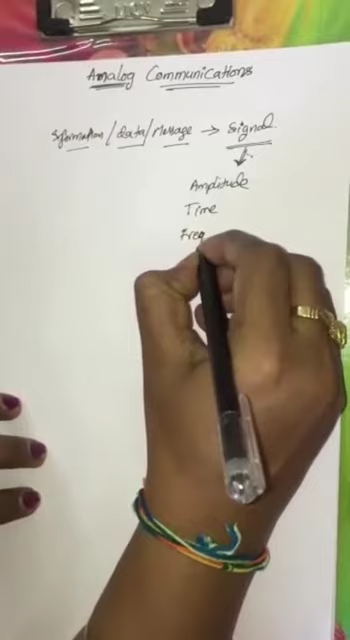 Analog Communications
Information / data / Message → Signal
Amplitude
Time
Freq